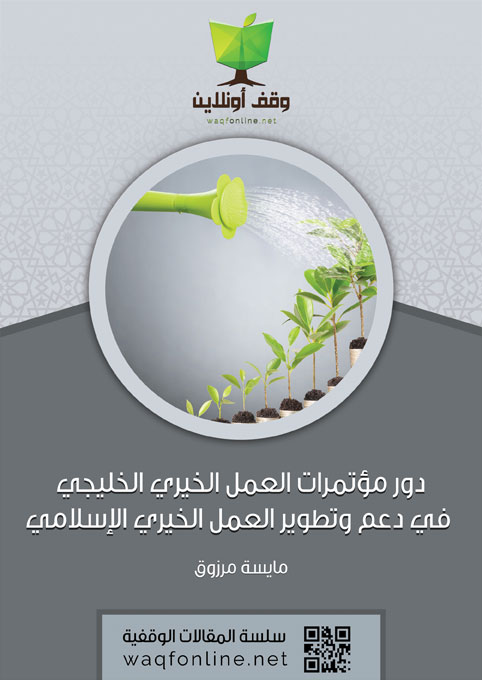 وقف أونلاين
waqfonline.net
دور مؤتمرات العمل الخيري الخليجي
في دعم وتطوير العمل الخيري الإسلامي
مايسة مرزوق
سلسة المقالات الوقفية
waqfonline.net